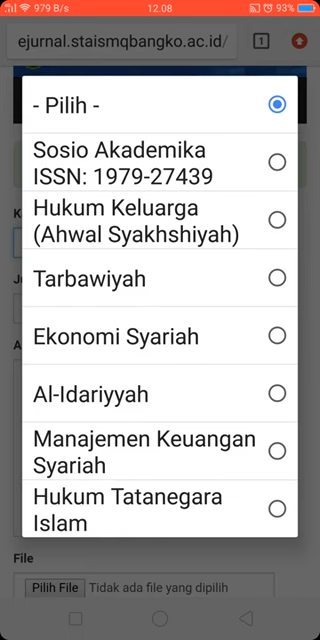 979 B/s
12.08
93%
ejurnal.staismqbangko.ac.id/
1
- Pilih -
Sosio Akademika
ISSN: 1979-27439
Hukum Keluarga
(Ahwal Syakhshiyah)
Tarbawiyah
Ekonomi Syariah
Al-Idariyyah
Manajemen Keuangan
Syariah
Hukum Tatanegara
Islam
File
Pilih File Tidak ada file yang dipilih